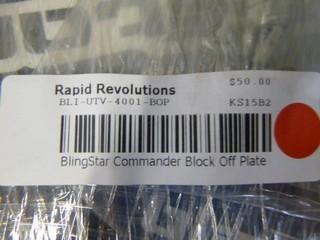 Rapid Revolutions $50.00
BLI-UTV-4001-BOP KS15B2
BlingStar Commander Block Off Plate